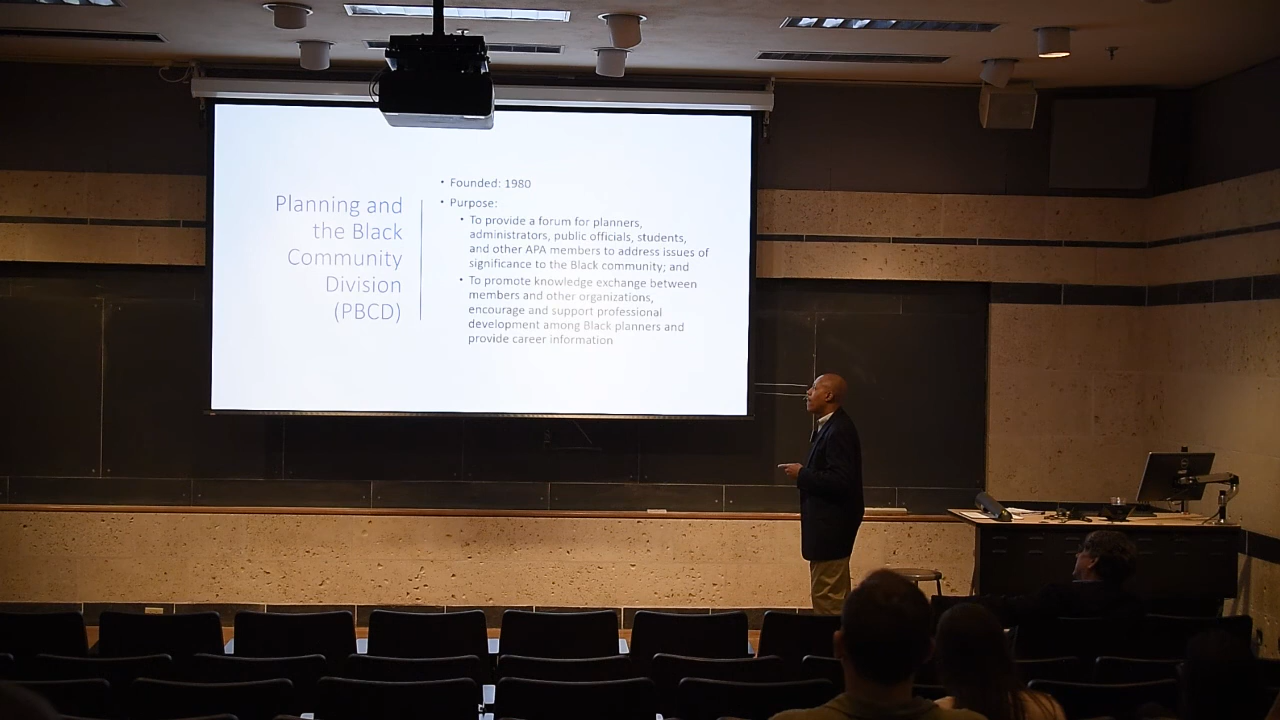 Planning and
the Black
Community
Division
(PBCD)
• Founded: 1980
• Purpose:
• To provide a forum for planners,
administrators, public officials, students,
and other APA members to address issues of
significance to the Black community; and
• To promote knowledge exchange between
members and other organizations,
encourage and support professional
development among Black planners and
provide career information